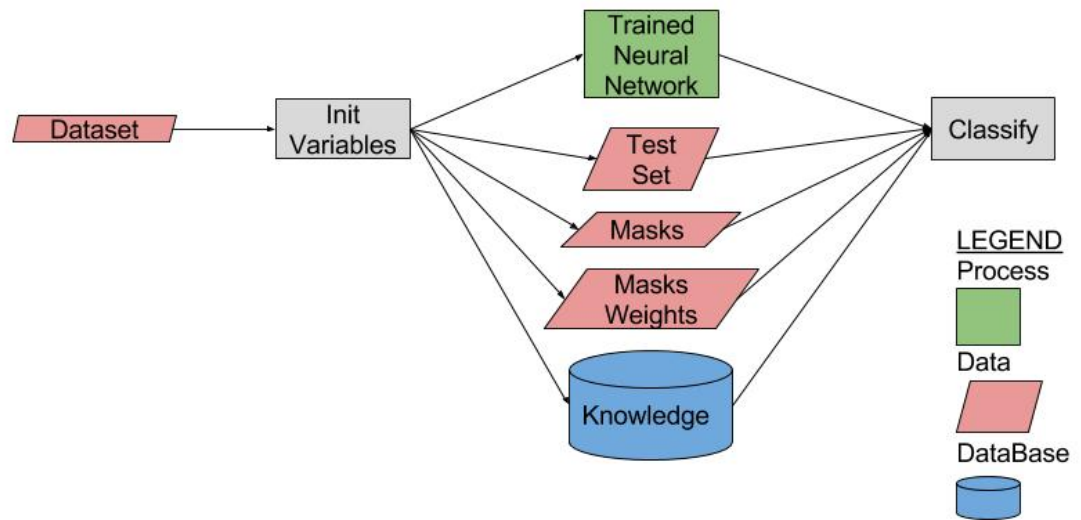 Dataset
Init
Variables
Trained
Neural
Network
Test
Set
Masks
Masks
Weights
Knowledge
Classify
LEGEND
Process
Data
DataBase